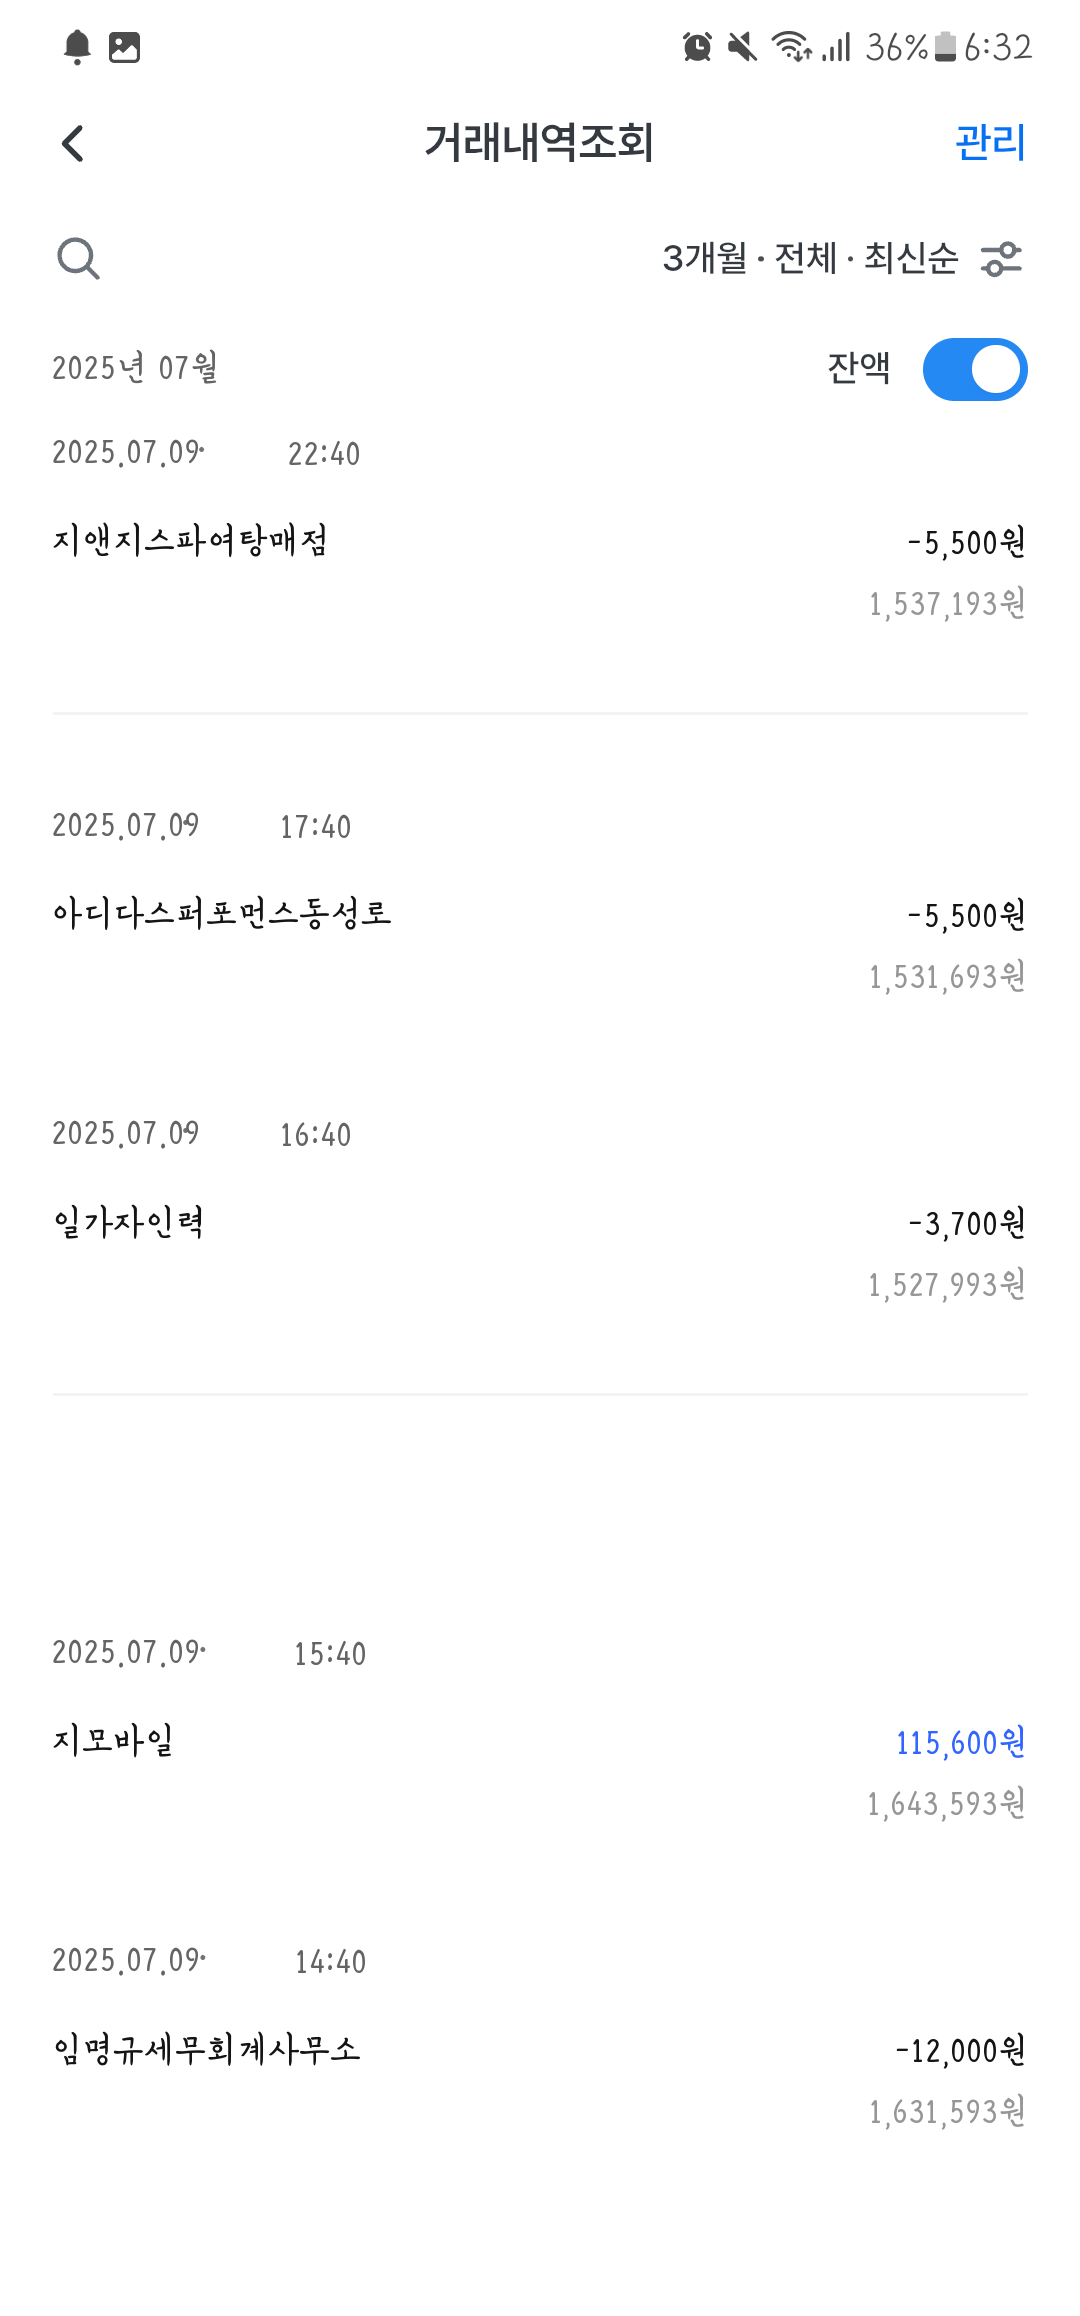 36% 6:32
거래내역조회 관리
3개월 · 전체 · 최신순
2025년 07월 잔액
2025.07.09· 22:40
지앤지스파여탕매점 -5,500원
1,537,193원
2025.07.09 17:40
아디다스퍼포먼스동성로 -5,500원
1,531,693원
2025.07.09 16:40
일가자인력 -3,700원
1,527,993원
2025.07.09· 15:40
지모바일 115,600원
1,643,593원
2025.07.09· 14:40
임명규세무회계사무소 -12,000원
1,631,593원